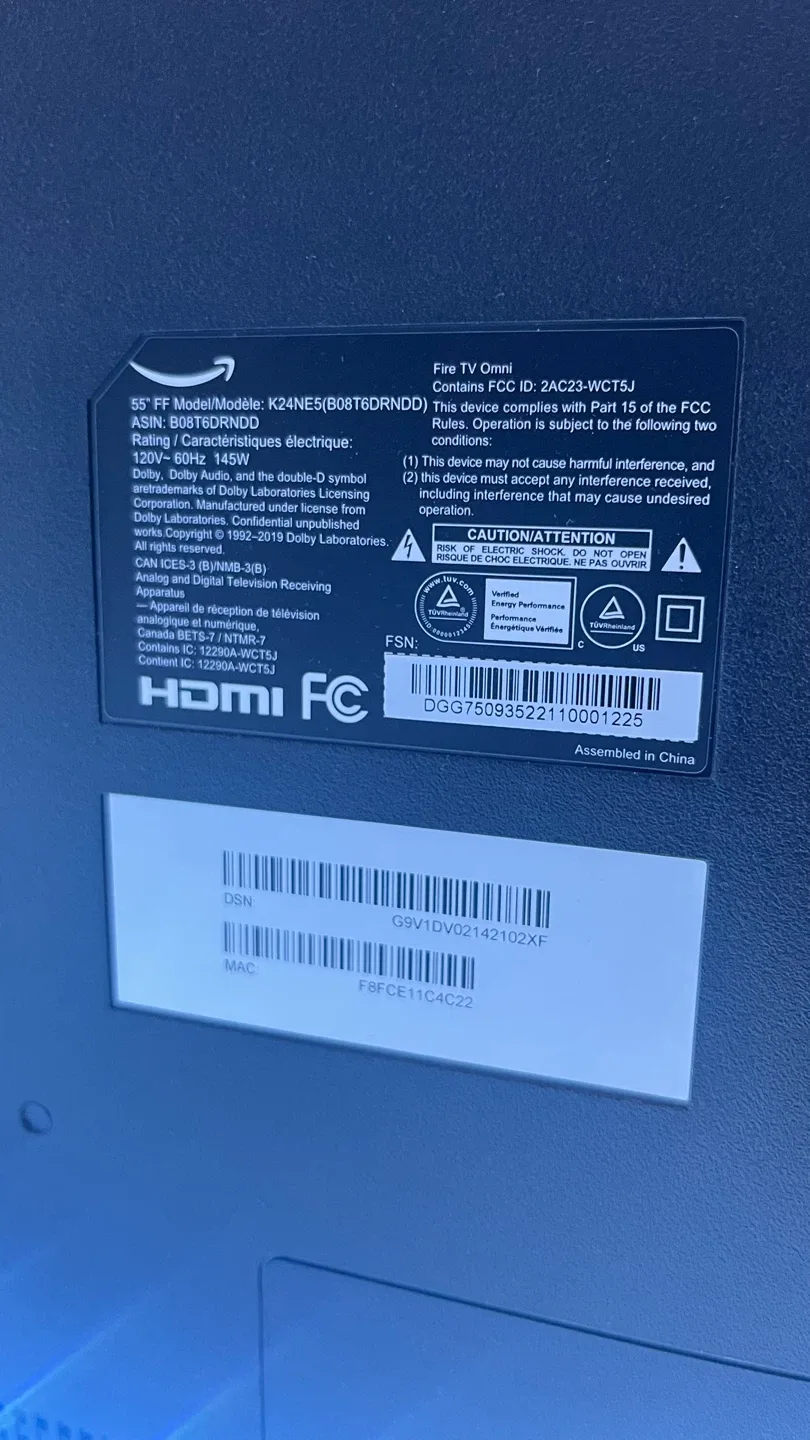 55" FF Model/Modèle: K24NE5(B08T6DRNDD)
ASIN: B08T6DRNDD
Rating / Caractéristiques électrique:
120V~ 60Hz 145W
Dolby, Dolby Audio, and the double-D symbol
aretrademarks of Dolby Laboratories Licensing
Corporation. Manufactured under license from
Dolby Laboratories. Confidential unpublished
works.Copyright © 1992–2019 Dolby Laboratories.
All rights reserved.
CAN ICES-3 (B)/NMB-3(B)
Analog and Digital Television Receiving
Apparatus
— Appareil de réception de télévision
analogique et numérique,
Canada BETS-7 / NTMR-7
Contains IC: 12290A-WCT5J
Contient IC: 12290A-WCT5J
HDMI FC
Fire TV Omni
Contains FCC ID: 2AC23-WCT5J
This device complies with Part 15 of the FCC
Rules. Operation is subject to the following two
conditions:
(1) This device may not cause harmful interference, and
(2) this device must accept any interference received,
including interference that may cause undesired
operation.
CAUTION/ATTENTION
RISK OF ELECTRIC SHOCK. DO NOT OPEN
RISQUE DE CHOC ELECTRIQUE. NE PAS OUVRIR
www.tuv.com
TÜVRheinland
Verified
Energy Performance
Performance
Énergétique Vérifiée
TÜVRheinland
C US
FSN:
DGG75093522110001225
Assembled in China
DSN
G9V1DV02142102XF
MAC
F8FCE11C4C22